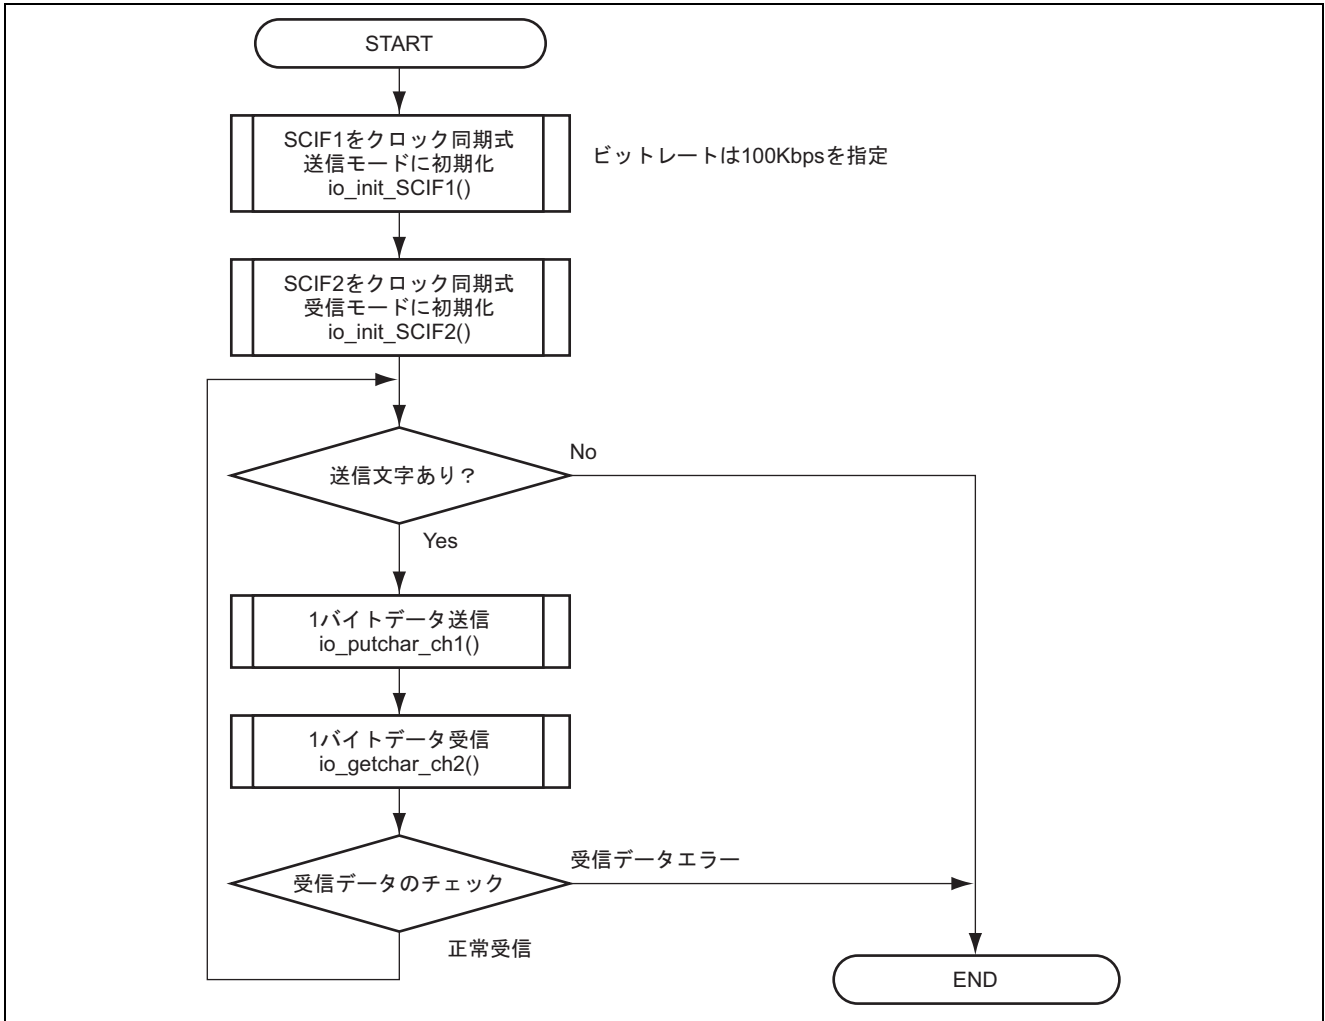 START
SCIF1をクロック同期式
送信モードに初期化
io_init_SCIF1()
ビットレートは100Kbpsを指定
SCIF2をクロック同期式
受信モードに初期化
io_init_SCIF2()
送信文字あり？
No
Yes
1バイトデータ送信
io_putchar_ch1()
1バイトデータ受信
io_getchar_ch2()
受信データのチェック
受信データエラー
正常受信
END